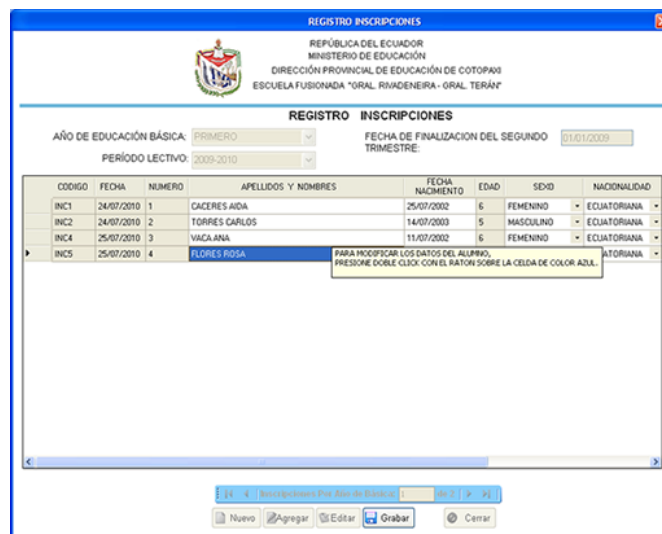 REGISTRO INSCRIPCIONES
REPÚBLICA DEL ECUADOR
MINISTERIO DE EDUCACIÓN
DIRECCIÓN PROVINCIAL DE EDUCACIÓN DE COTOPAXI
ESCUELA FUSIONADA "GRAL. RIVADENEIRA - GRAL. TERÁN"
REGISTRO INSCRIPCIONES
AÑO DE EDUCACIÓN BÁSICA: PRIMERO FECHA DE FINALIZACION DEL SEGUNDO TRIMESTRE: 01/01/2009
PERÍODO LECTIVO: 2009-2010
CODIGO FECHA NUMERO APELLIDOS Y NOMBRES FECHA NACIMIENTO EDAD SEXO NACIONALIDAD
INC1 24/07/2010 1 CACERES AIDA 25/07/2002 6 FEMENINO ECUATORIANA
INC2 24/07/2010 2 TORRES CARLOS 14/07/2003 5 MASCULINO ECUATORIANA
INC4 25/07/2010 3 VACA ANA 11/07/2002 6 FEMENINO ECUATORIANA
INC5 25/07/2010 4 FLORES ROSA ATORIANA
PARA MODIFICAR LOS DATOS DEL ALUMNO,
PRESIONE DOBLE CLICK CON EL RATON SOBRE LA CELDA DE COLOR AZUL.
Inscripciones Por Año de Basica: 1 de 2
Nuevo Agregar Editar Grabar Cerrar